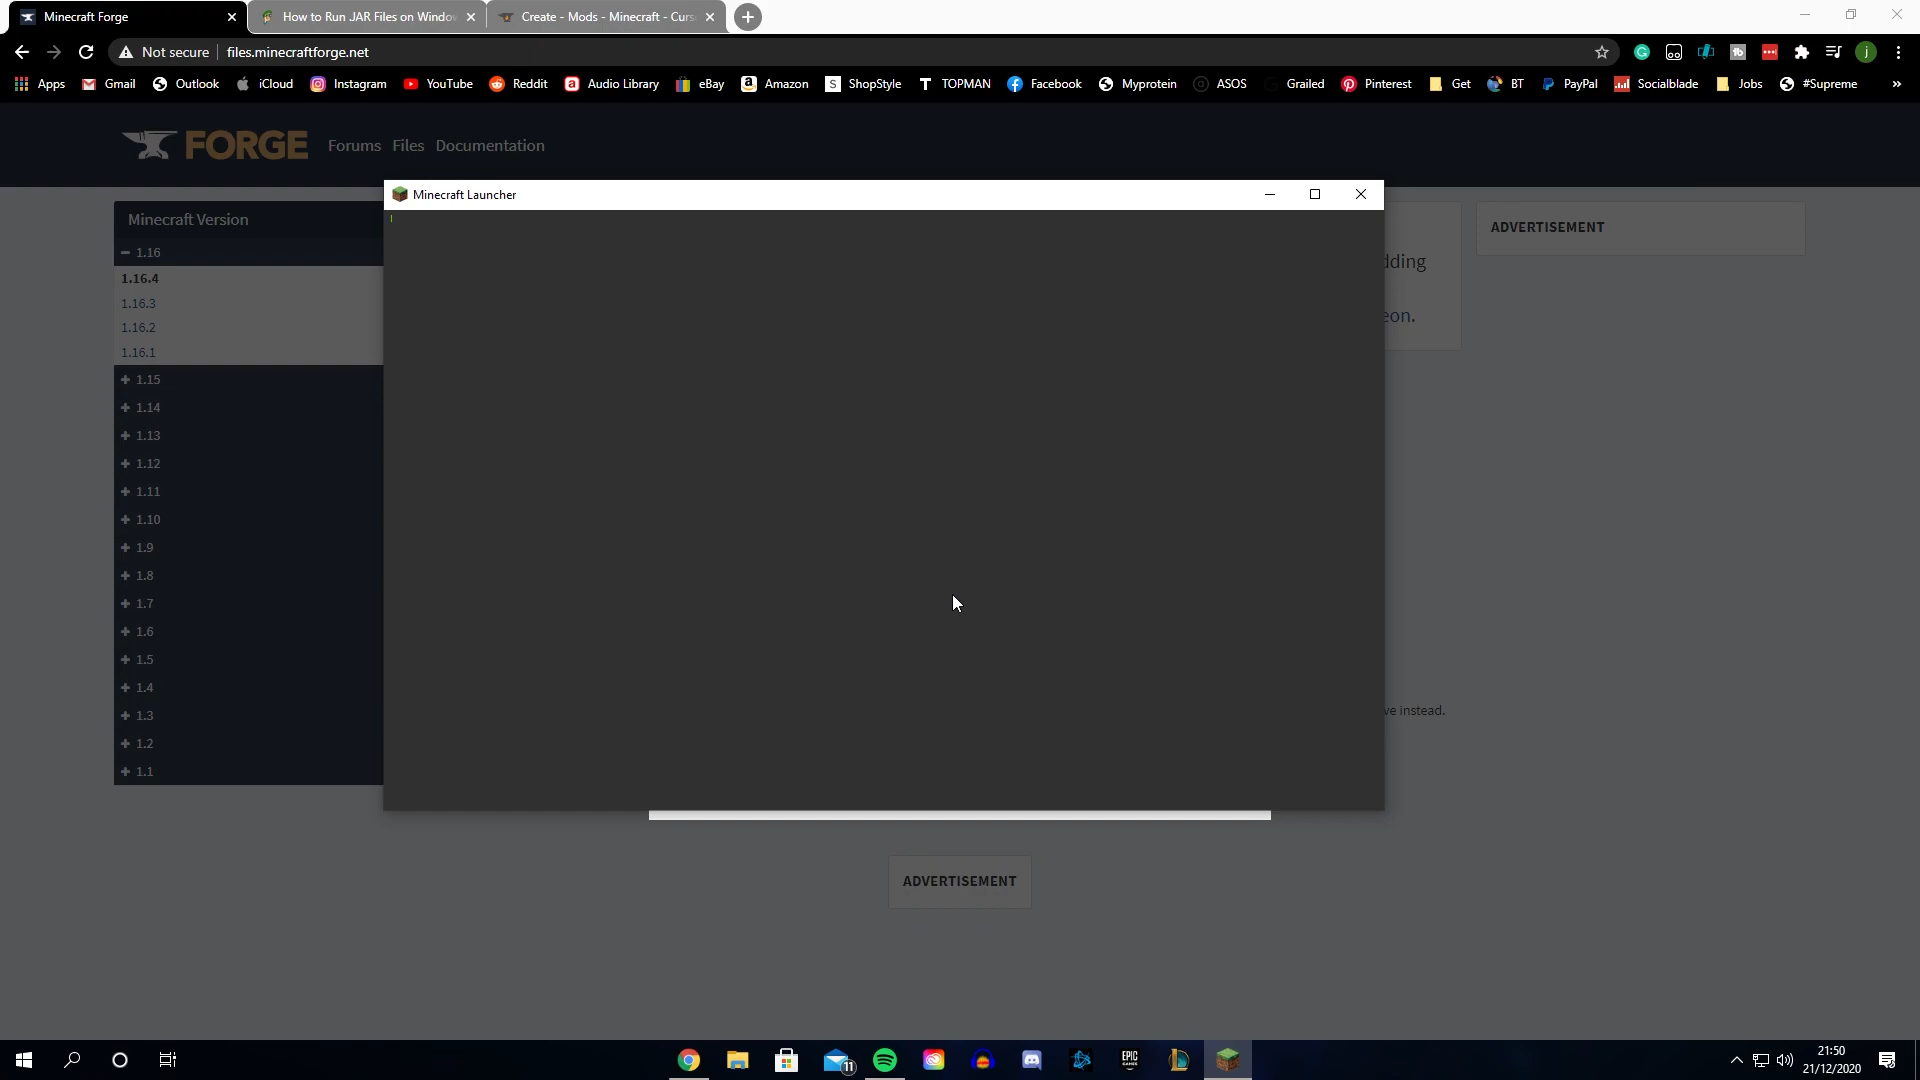 Minecraft Forge
How to Run JAR Files on Windo
Create - Mods - Minecraft - Curs
Not secure
files.minecraftforge.net
Apps
Gmail
Outlook
iCloud
Instagram
YouTube
Reddit
Audio Library
eBay
Amazon
ShopStyle
TOPMAN
Facebook
Myprotein
ASOS
Grailed
Pinterest
Get
BT
PayPal
Socialblade
Jobs
#Supreme
»
FORGE
Forums Files Documentation
Minecraft Launcher
Minecraft Version
1.16
1.16.4
1.16.3
1.16.2
1.16.1
1.15
1.14
1.13
1.12
1.11
1.10
1.9
1.8
1.7
1.6
1.5
1.4
1.3
1.2
1.1
dding
eon.
ve instead.
ADVERTISEMENT
ADVERTISEMENT
11
EPIC
GAMES
21:50
21/12/2020